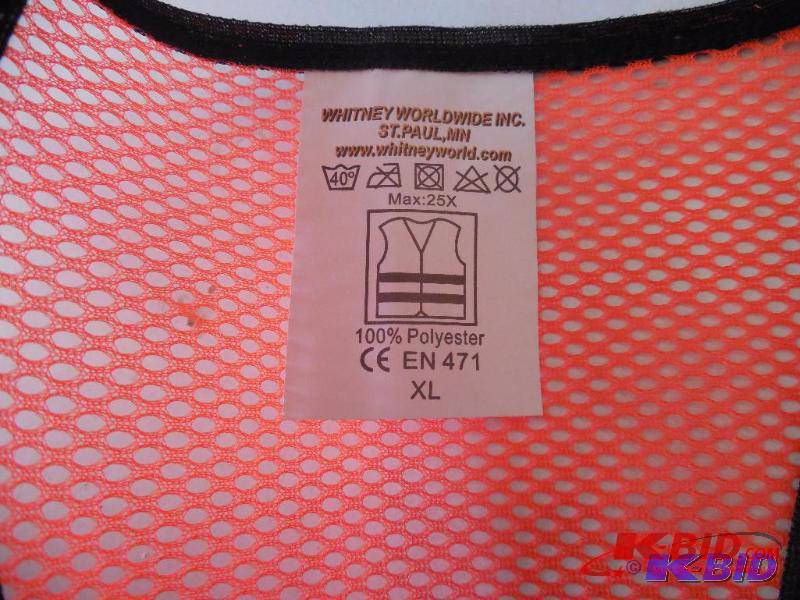 WHITNEY WORLDWIDE INC.
ST.PAUL,MN
www.whitneyworld.com
40°
Max:25X
100% Polyester
CE EN 471
XL
K-BID.com
© K-BID